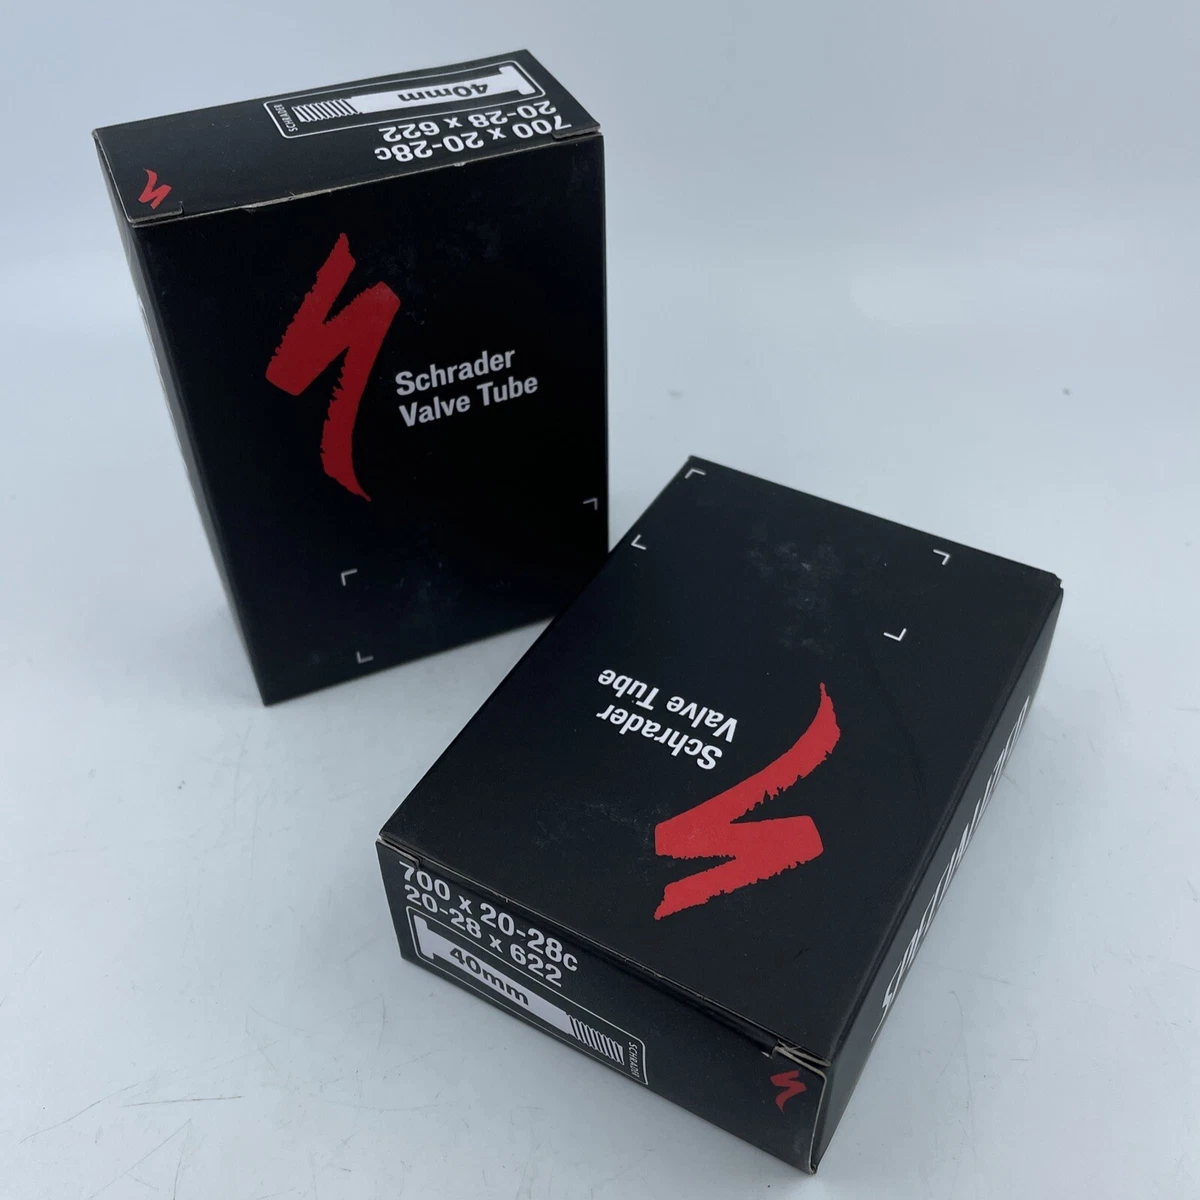 40mm
SCHRADER
700 x 20-28c
20-28 x 622
Schrader
Valve Tube
Schrader
Valve Tube
700 x 20-28c
20-28 x 622
40mm
SCHRADER
SPECIALIZED